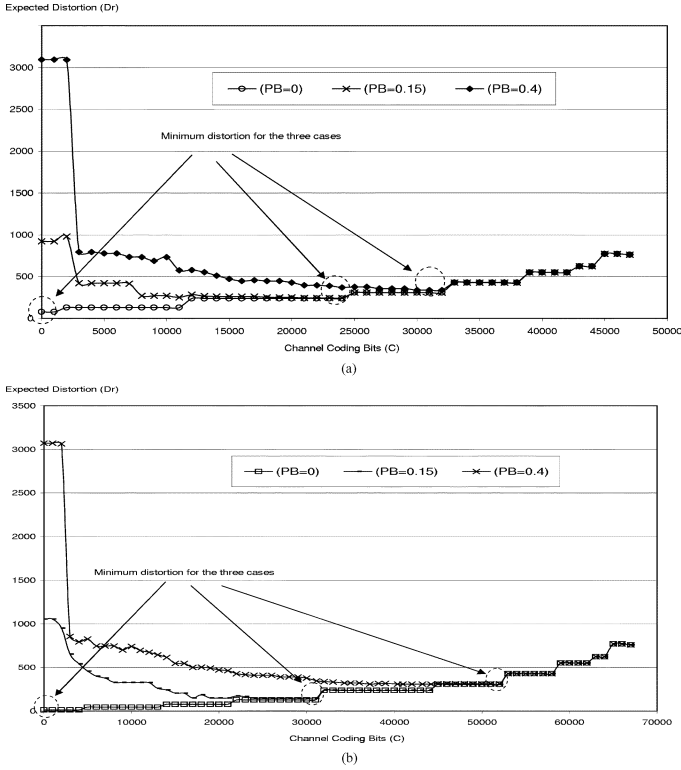 Expected Distortion (Dr)
3000
2500
2000
1500
1000
500
0
(PB=0) (PB=0.15) (PB=0.4)
Minimum distortion for the three cases
0 5000 10000 15000 20000 25000 30000 35000 40000 45000 50000
Channel Coding Bits (C)
(a)
Expected Distortion (Dr)
3500
3000
2500
2000
1500
1000
500
0
(PB=0) (PB=0.15) (PB=0.4)
Minimum distortion for the three cases
0 10000 20000 30000 40000 50000 60000 70000
Channel Coding Bits (C)
(b)